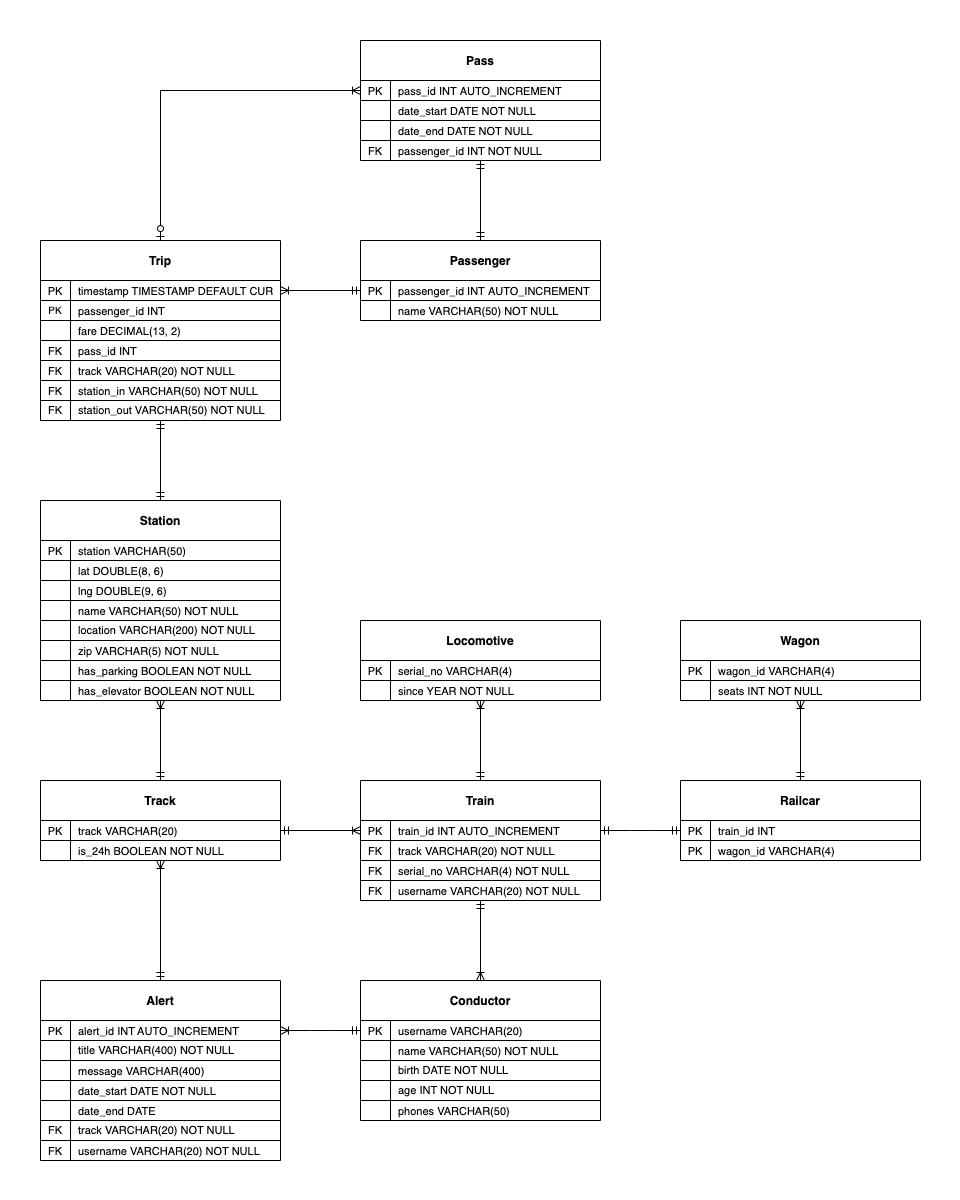 Pass
PK pass_id INT AUTO_INCREMENT
date_start DATE NOT NULL
date_end DATE NOT NULL
FK passenger_id INT NOT NULL
Trip
PK timestamp TIMESTAMP DEFAULT CUR
PK passenger_id INT
fare DECIMAL(13, 2)
FK pass_id INT
FK track VARCHAR(20) NOT NULL
FK station_in VARCHAR(50) NOT NULL
FK station_out VARCHAR(50) NOT NULL
Passenger
PK passenger_id INT AUTO_INCREMENT
name VARCHAR(50) NOT NULL
Station
PK station VARCHAR(50)
lat DOUBLE(8, 6)
lng DOUBLE(9, 6)
name VARCHAR(50) NOT NULL
location VARCHAR(200) NOT NULL
zip VARCHAR(5) NOT NULL
has_parking BOOLEAN NOT NULL
has_elevator BOOLEAN NOT NULL
Locomotive
PK serial_no VARCHAR(4)
since YEAR NOT NULL
Wagon
PK wagon_id VARCHAR(4)
seats INT NOT NULL
Track
PK track VARCHAR(20)
is_24h BOOLEAN NOT NULL
Train
PK train_id INT AUTO_INCREMENT
FK track VARCHAR(20) NOT NULL
FK serial_no VARCHAR(4) NOT NULL
FK username VARCHAR(20) NOT NULL
Railcar
PK train_id INT
PK wagon_id VARCHAR(4)
Alert
PK alert_id INT AUTO_INCREMENT
title VARCHAR(400) NOT NULL
message VARCHAR(400)
date_start DATE NOT NULL
date_end DATE
FK track VARCHAR(20) NOT NULL
FK username VARCHAR(20) NOT NULL
Conductor
PK username VARCHAR(20)
name VARCHAR(50) NOT NULL
birth DATE NOT NULL
age INT NOT NULL
phones VARCHAR(50)